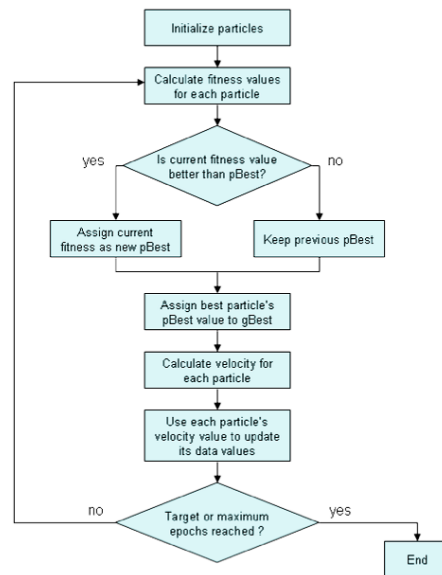 Initialize particles
Calculate fitness values
for each particle
yes
Is current fitness value
better than pBest?
no
Assign current
fitness as new pBest
Keep previous pBest
Assign best particle's
pBest value to gBest
Calculate velocity for
each particle
Use each particle's
velocity value to update
its data values
no
Target or maximum
epochs reached ?
yes
End